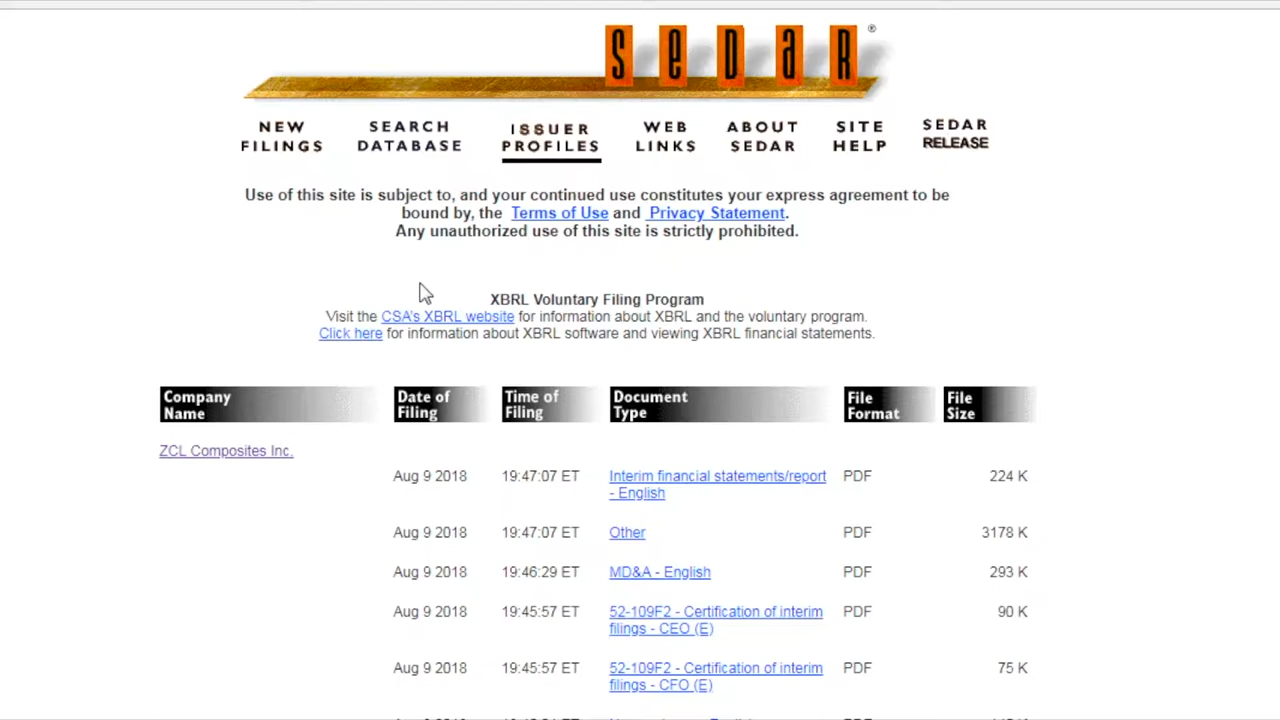 SEDAR®
NEW FILINGS
SEARCH DATABASE
ISSUER PROFILES
WEB LINKS
ABOUT SEDAR
SITE HELP
SEDAR RELEASE
Use of this site is subject to, and your continued use constitutes your express agreement to be
bound by, the Terms of Use and Privacy Statement.
Any unauthorized use of this site is strictly prohibited.
XBRL Voluntary Filing Program
Visit the CSA's XBRL website for information about XBRL and the voluntary program.
Click here for information about XBRL software and viewing XBRL financial statements.
Company Name Date of Filing Time of Filing Document Type File Format File Size
ZCL Composites Inc.
Aug 9 2018 19:47:07 ET Interim financial statements/report PDF 224 K
- English
Aug 9 2018 19:47:07 ET Other PDF 3178 K
Aug 9 2018 19:46:29 ET MD&A - English PDF 293 K
Aug 9 2018 19:45:57 ET 52-109F2 - Certification of interim PDF 90 K
filings - CEO (E)
Aug 9 2018 19:45:57 ET 52-109F2 - Certification of interim PDF 75 K
filings - CFO (E)